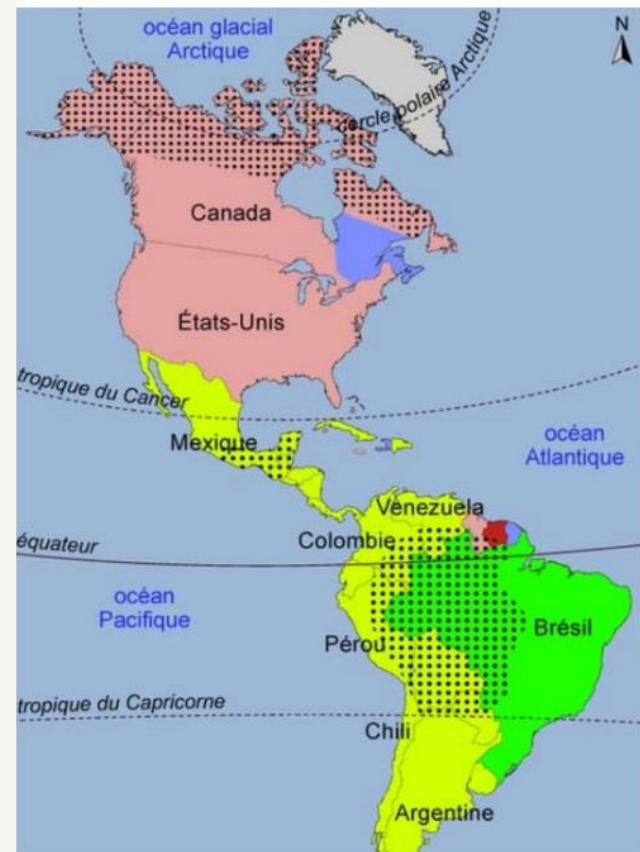 océan glacial
Arctique
N
cercle polaire Arctique
Canada
États-Unis
tropique du Cancer
Mexique
océan
Atlantique
Venezuela
Colombie
équateur
océan
Pacifique
Brésil
Pérou
tropique du Capricorne
Chili
Argentine